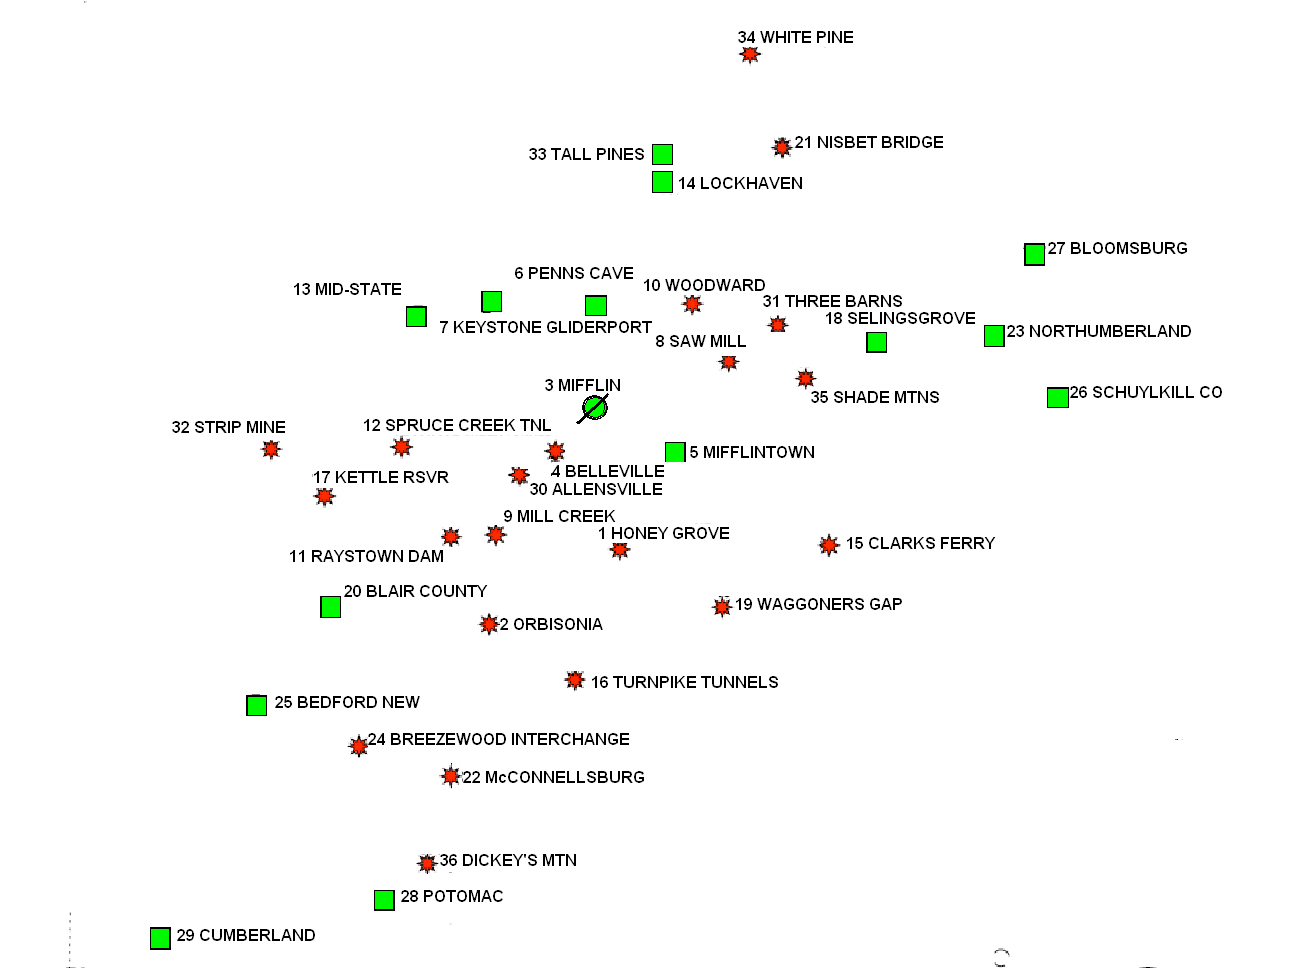 34 WHITE PINE
21 NISBET BRIDGE
33 TALL PINES
14 LOCKHAVEN
27 BLOOMSBURG
6 PENNS CAVE
13 MID-STATE
10 WOODWARD
31 THREE BARNS
18 SELINGSGROVE
7 KEYSTONE GLIDERPORT
23 NORTHUMBERLAND
8 SAW MILL
3 MIFFLIN
35 SHADE MTNS
26 SCHUYLKILL CO
32 STRIP MINE
12 SPRUCE CREEK TNL
5 MIFFLINTOWN
4 BELLEVILLE
17 KETTLE RSVR
30 ALLENSVILLE
9 MILL CREEK
1 HONEY GROVE
15 CLARKS FERRY
11 RAYSTOWN DAM
20 BLAIR COUNTY
19 WAGGONERS GAP
2 ORBISONIA
16 TURNPIKE TUNNELS
25 BEDFORD NEW
24 BREEZEWOOD INTERCHANGE
22 McCONNELLSBURG
36 DICKEY'S MTN
28 POTOMAC
29 CUMBERLAND